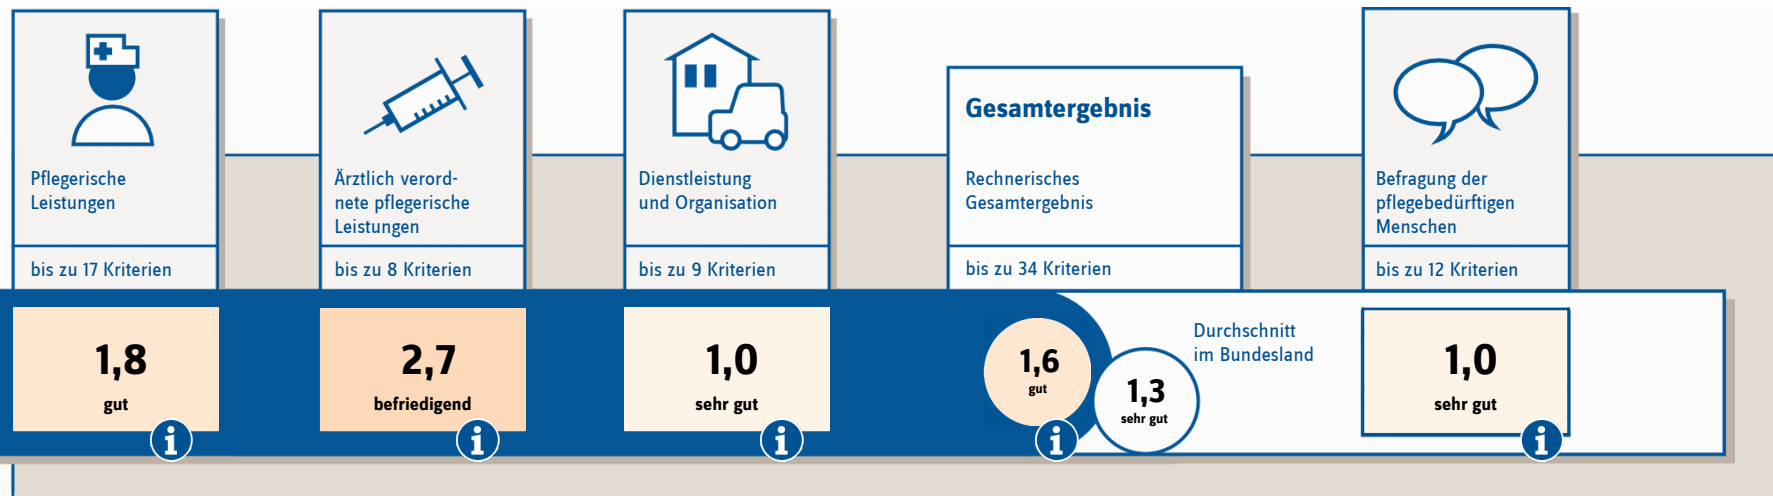 Pflegerische
Leistungen
bis zu 17 Kriterien
1,8
gut
i
Ärztlich verord-
nete pflegerische
Leistungen
bis zu 8 Kriterien
2,7
befriedigend
i
Dienstleistung
und Organisation
bis zu 9 Kriterien
1,0
sehr gut
i
Gesamtergebnis
Rechnerisches
Gesamtergebnis
bis zu 34 Kriterien
1,6
gut
i
1,3
sehr gut
Durchschnitt
im Bundesland
Befragung der
pflegebedürftigen
Menschen
bis zu 12 Kriterien
1,0
sehr gut
i